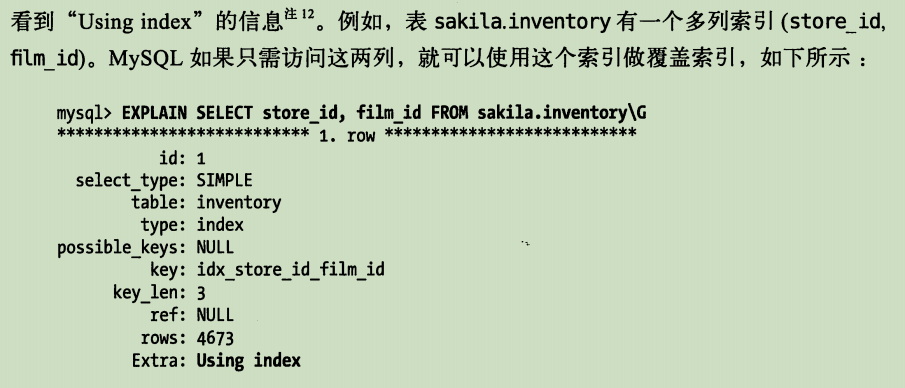 看到“Using index”的信息注12。例如，表 sakila.inventory 有一个多列索引 (store_id,
film_id)。MySQL 如果只需访问这两列，就可以使用这个索引做覆盖索引，如下所示：
mysql> EXPLAIN SELECT store_id, film_id FROM sakila.inventory\G
*************************** 1. row ***************************
id: 1
select_type: SIMPLE
table: inventory
type: index
possible_keys: NULL
key: idx_store_id_film_id
key_len: 3
ref: NULL
rows: 4673
Extra: Using index